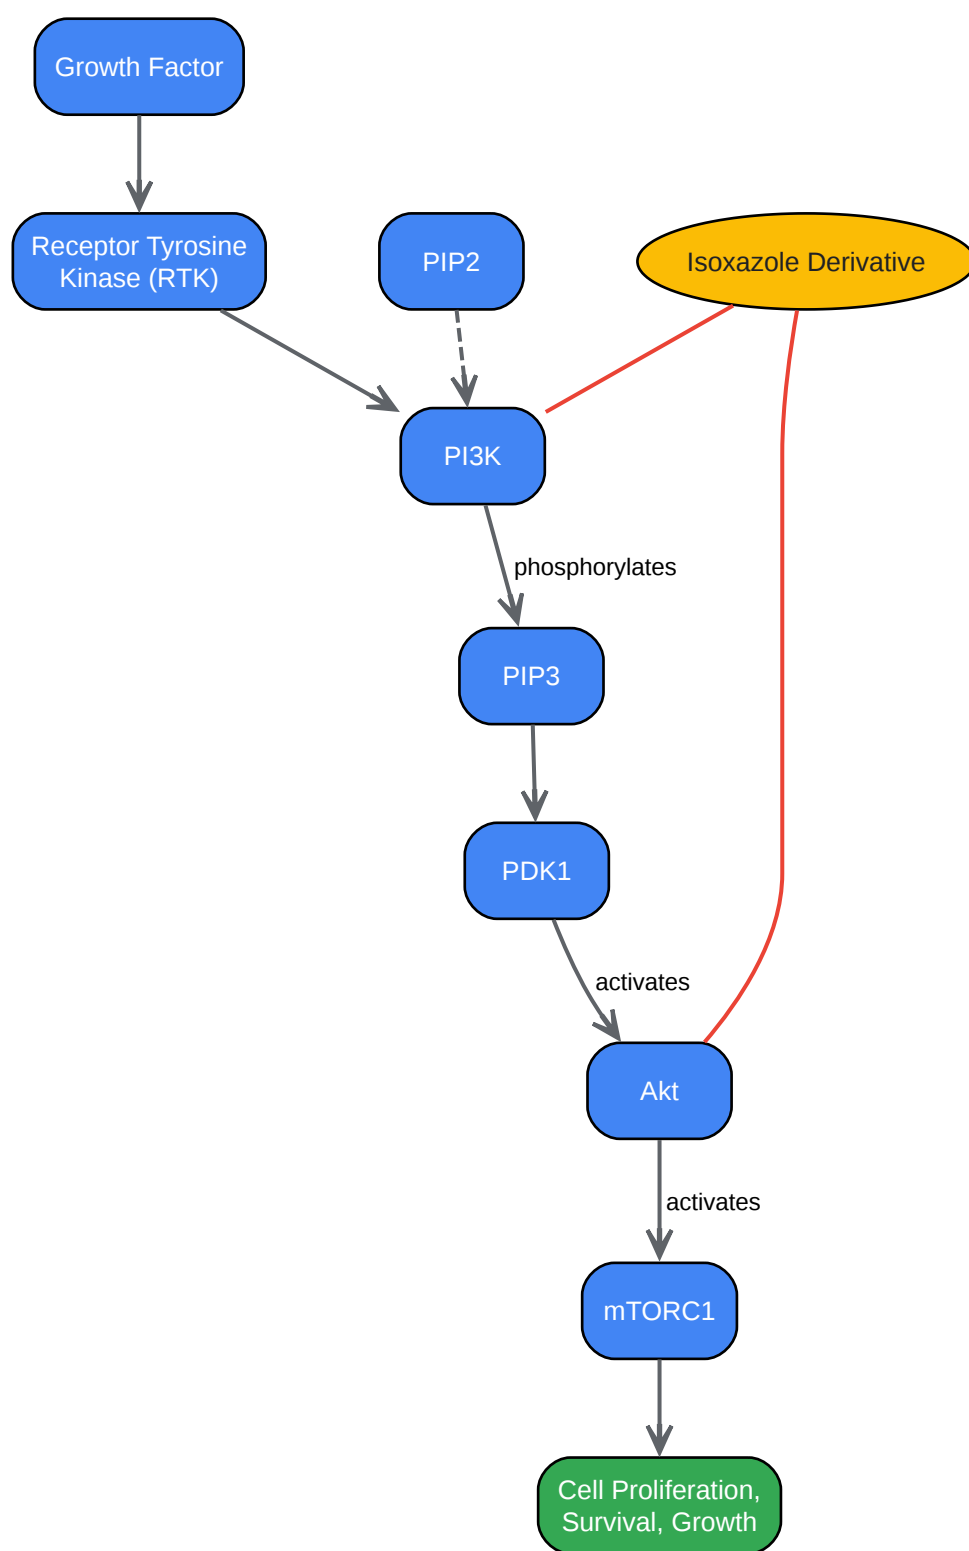 Growth Factor
Receptor Tyrosine
Kinase (RTK)
PIP2
Isoxazole Derivative
PI3K
phosphorylates
PIP3
PDK1
activates
Akt
activates
mTORC1
Cell Proliferation,
Survival, Growth